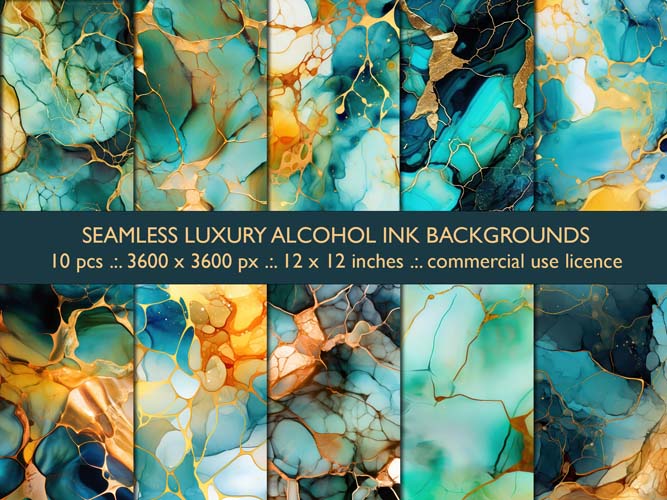 SEAMLESS LUXURY ALCOHOL INK BACKGROUNDS
10 pcs .:. 3600 x 3600 px .:. 12 x 12 inches .:. commercial use licence